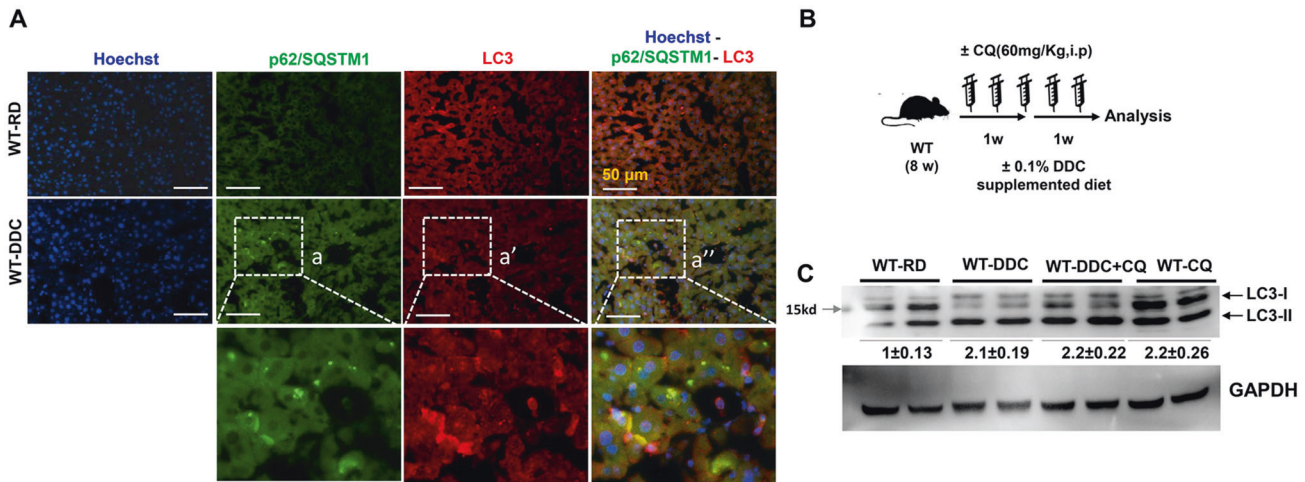 A
Hoechst
p62/SQSTM1
LC3
Hoechst -
p62/SQSTM1- LC3
WT-RD
50 µm
WT-DDC
a
a′
a′′
B
± CQ(60mg/Kg,i.p)
Analysis
1w
1w
WT
(8 w)
± 0.1% DDC
supplemented diet
C
WT-RD
WT-DDC
WT-DDC+CQ
WT-CQ
LC3-I
15kd
LC3-II
1±0.13
2.1±0.19
2.2±0.22
2.2±0.26
GAPDH